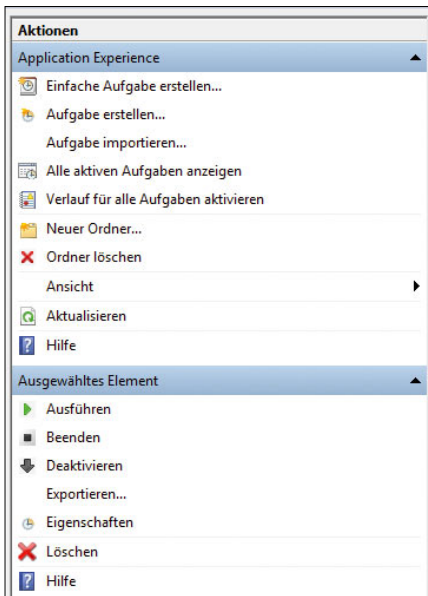 Aktionen
Application Experience
Einfache Aufgabe erstellen...
Aufgabe erstellen...
Aufgabe importieren...
Alle aktiven Aufgaben anzeigen
Verlauf für alle Aufgaben aktivieren
Neuer Ordner...
Ordner löschen
Ansicht
Aktualisieren
Hilfe
Ausgewähltes Element
Ausführen
Beenden
Deaktivieren
Exportieren...
Eigenschaften
Löschen
Hilfe